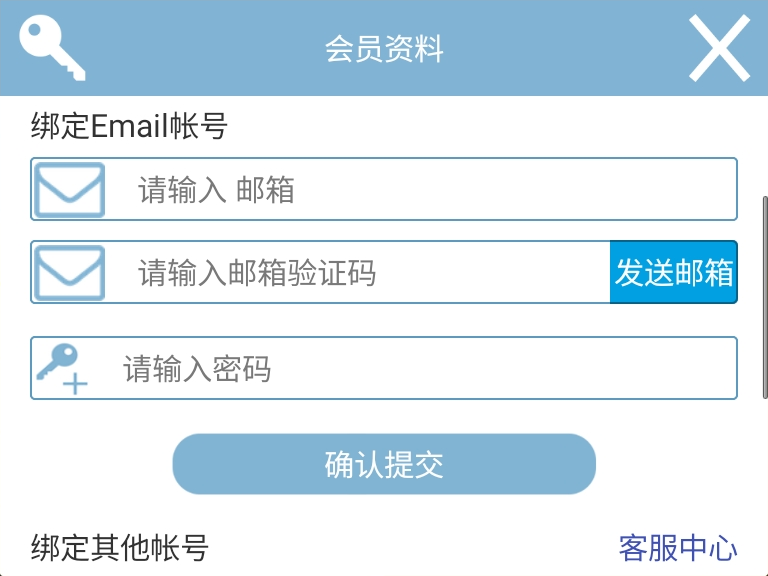 会员资料
绑定Email帐号
请输入 邮箱
请输入邮箱验证码 发送邮箱
请输入密码
确认提交
绑定其他帐号 客服中心